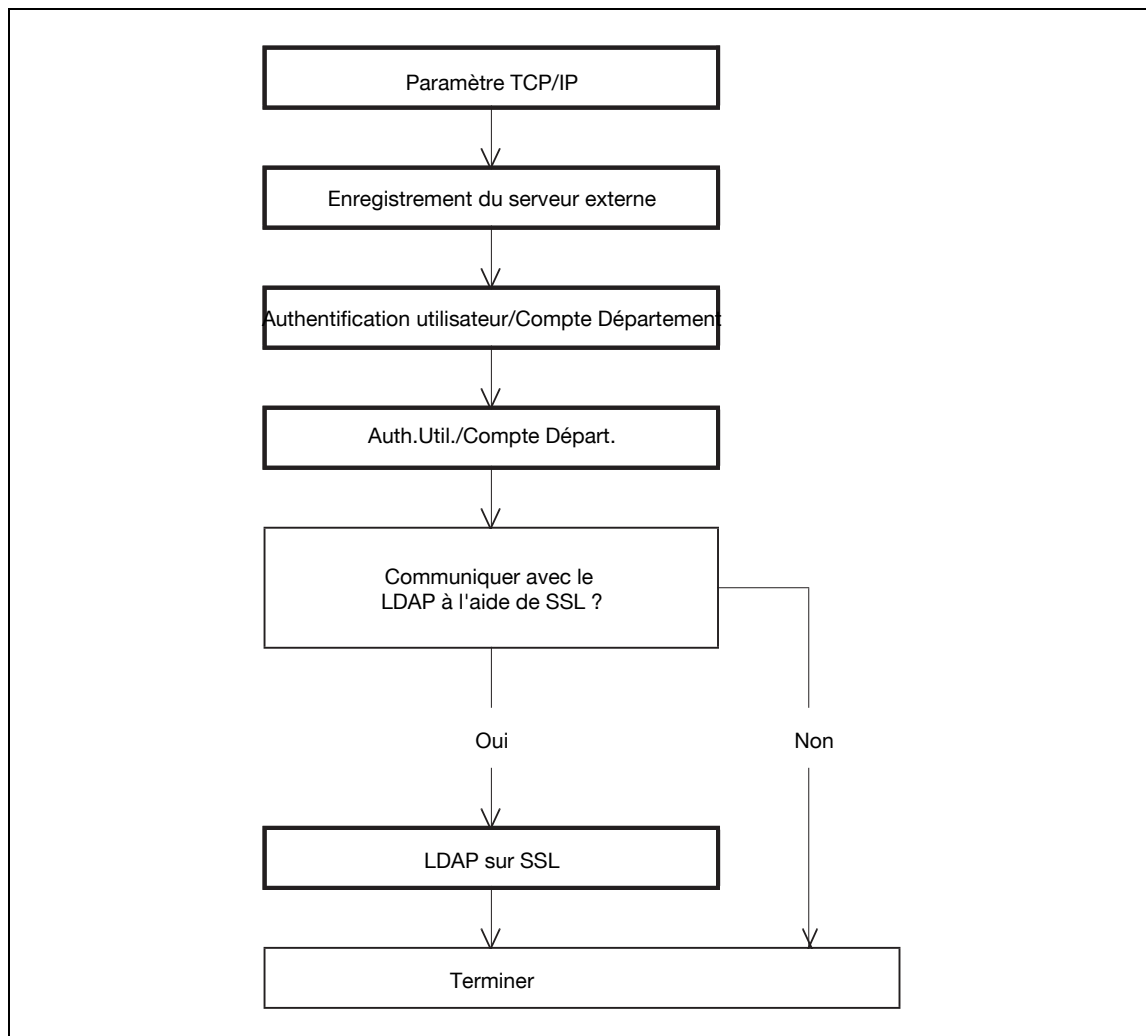 Paramètre TCP/IP
Enregistrement du serveur externe
Authentification utilisateur/Compte Département
Auth.Util./Compte Départ.
Communiquer avec le
LDAP à l'aide de SSL ?
Oui
Non
LDAP sur SSL
Terminer